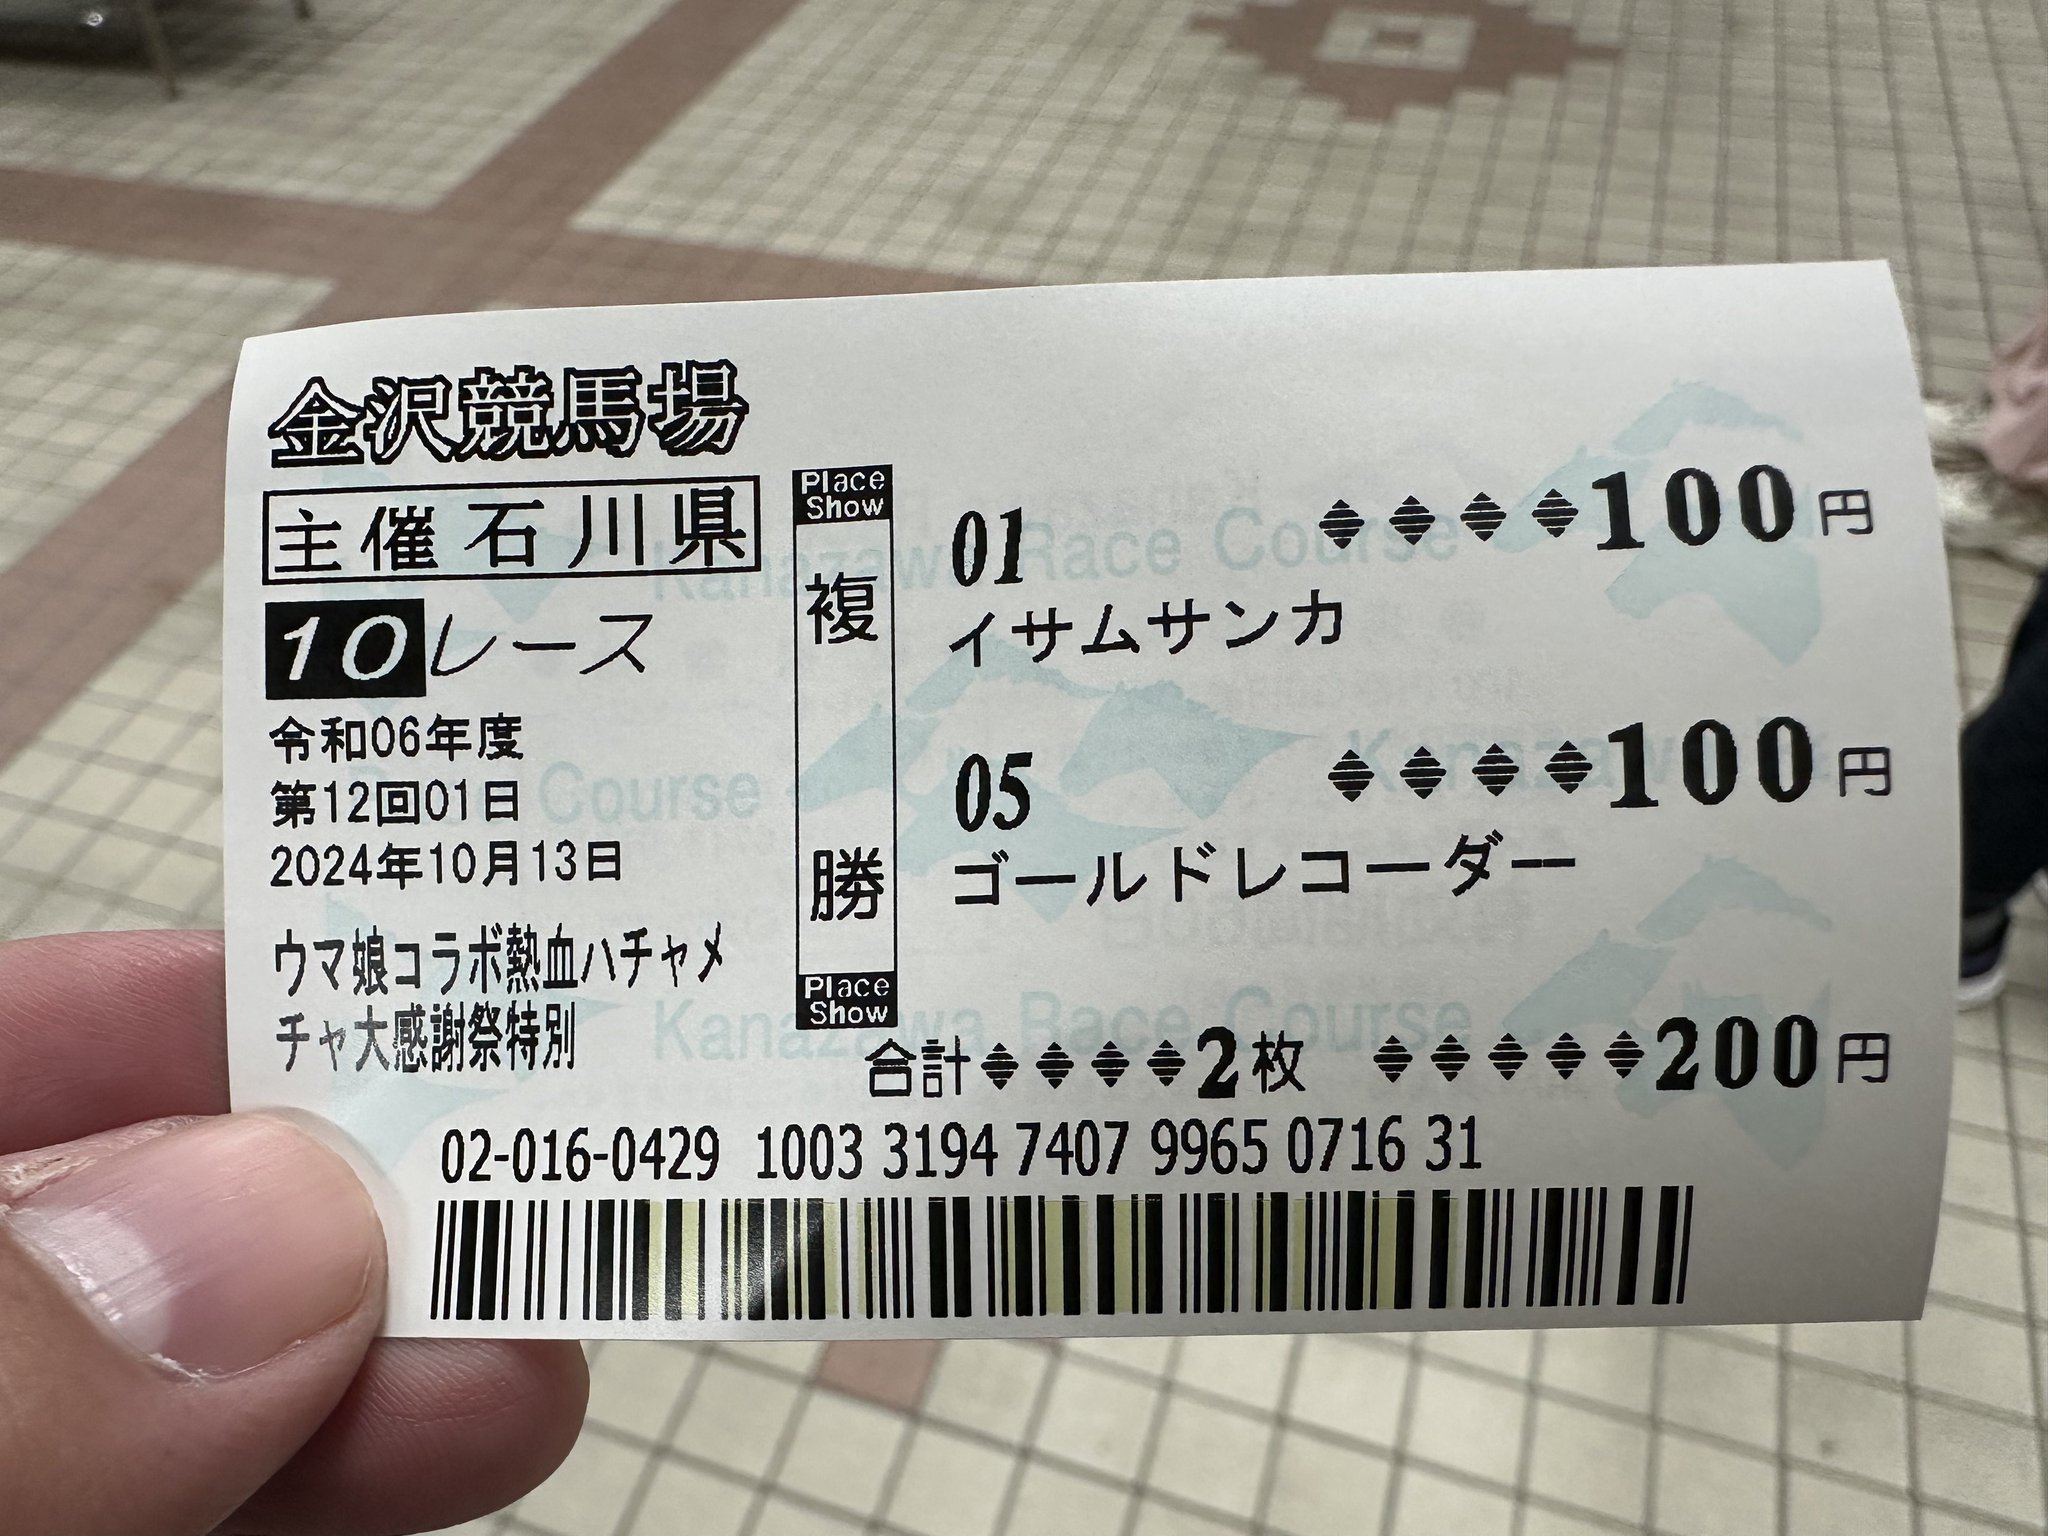 金沢競馬場
主催 石川県
10レース
令和06年度
第12回01日
2024年10月13日
ウマ娘コラボ熱血ハチャメ
チャ大感謝祭特別
Place
Show
複
勝
Place
Show
01 ◆◆◆◆100円
イサムサンカ
05 ◆◆◆◆100円
ゴールドレコーダー
合計◆◆◆◆2枚 ◆◆◆◆◆200円
02-016-0429 1003 3194 7407 9965 0716 31
Kanazawa Race Course
Course
Kanazawa
Kanazawa Race Course